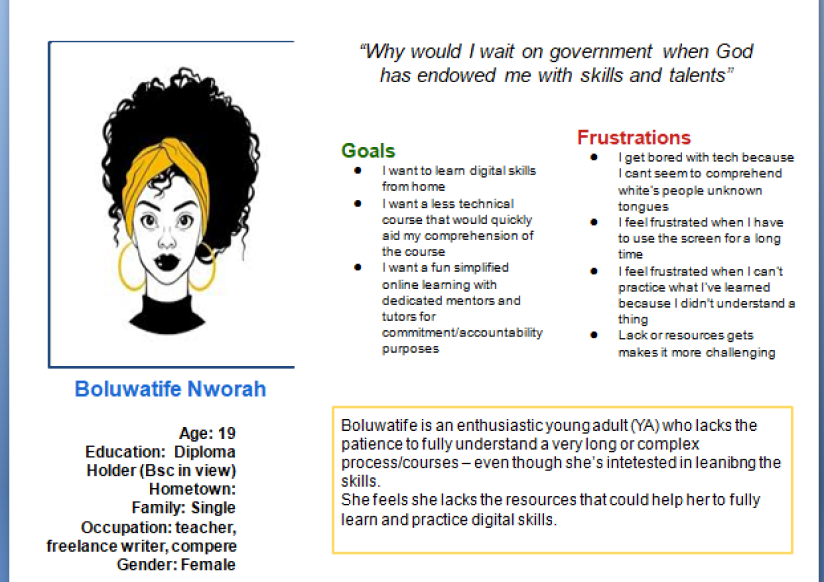 “Why would I wait on government when God
has endowed me with skills and talents”
Goals
● I want to learn digital skills
from home
● I want a less technical
course that would quickly
aid my comprehension of
the course
● I want a fun simplified
online learning with
dedicated mentors and
tutors for
commitment/accountability
purposes
Frustrations
● I get bored with tech because
I cant seem to comprehend
white’s people unknown
tongues
● I feel frustrated when I have
to use the screen for a long
time
● I feel frustrated when I can’t
practice what I’ve learned
because I didn’t understand a
thing
● Lack or resources gets
makes it more challenging
Boluwatife Nworah
Age: 19
Education: Diploma
Holder (Bsc in view)
Hometown:
Family: Single
Occupation: teacher,
freelance writer, compere
Gender: Female
Boluwatife is an enthusiastic young adult (YA) who lacks the
patience to fully understand a very long or complex
process/courses – even though she’s intetested in leanibng the
skills.
She feels she lacks the resources that could help her to fully
learn and practice digital skills.